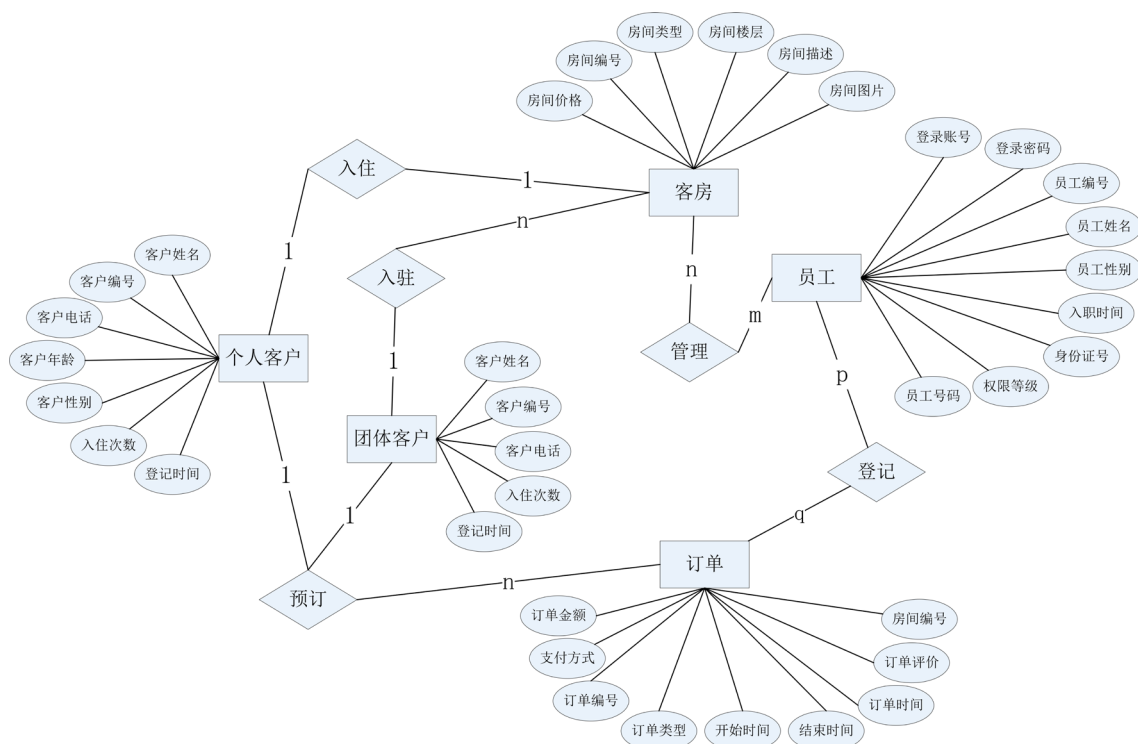 房间类型
房间楼层
房间编号
房间描述
房间价格
房间图片
登录账号
登录密码
入住
1
客房
员工编号
n
员工姓名
客户姓名
1
员工性别
客户编号
入驻
n
员工
入职时间
客户电话
m
个人客户
1
管理
身份证号
客户年龄
客户姓名
p
权限等级
员工号码
客户性别
客户编号
入住次数
团体客户
客户电话
登记时间
1
入住次数
登记
1
登记时间
q
订单
预订
n
订单金额
房间编号
支付方式
订单评价
订单编号
订单时间
订单类型
开始时间
结束时间